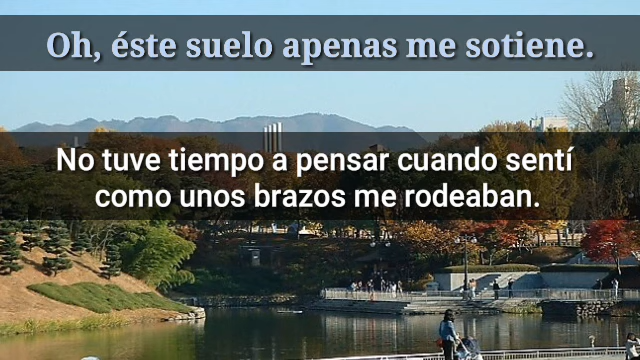 Oh, éste suelo apenas me sotiene.
No tuve tiempo a pensar cuando sentí
como unos brazos me rodeaban.